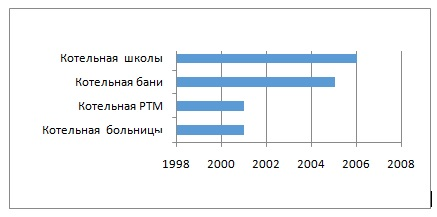 Котельная школы
Котельная бани
Котельная РТМ
Котельная больницы
1998 2000 2002 2004 2006 2008